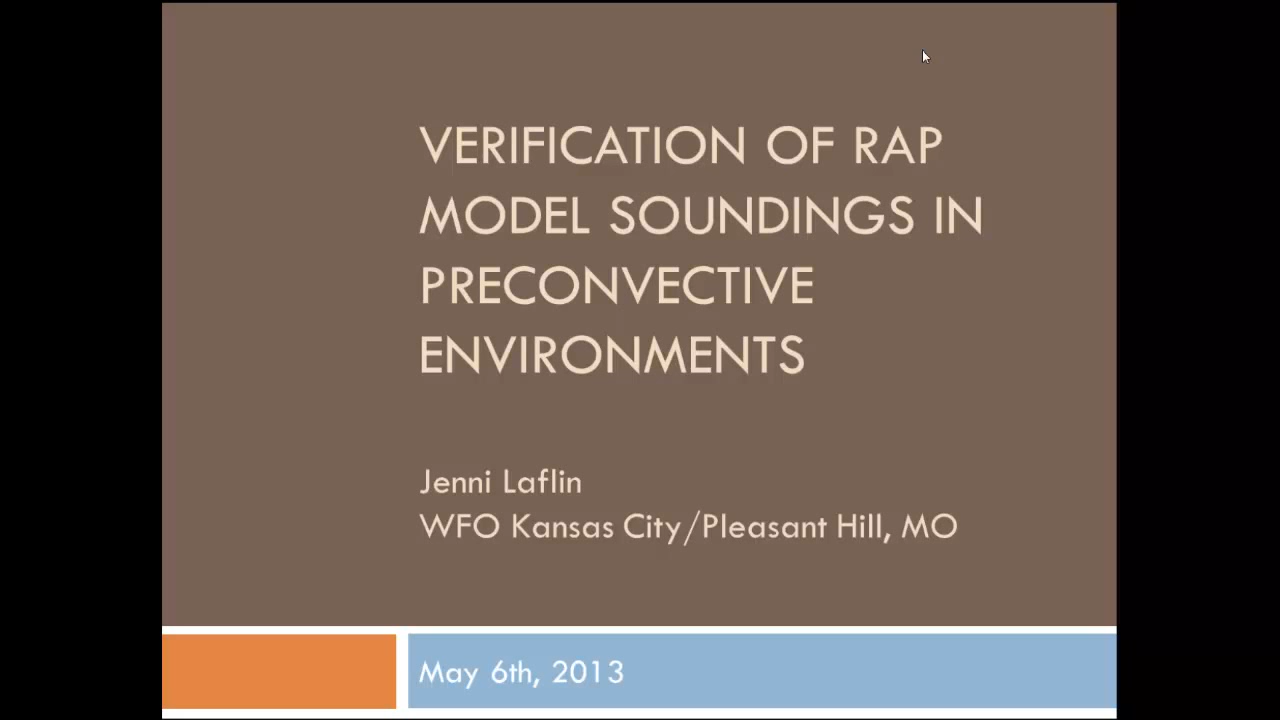 VERIFICATION OF RAP
MODEL SOUNDINGS IN
PRECONVECTIVE
ENVIRONMENTS
Jenni Laflin
WFO Kansas City/Pleasant Hill, MO
May 6th, 2013